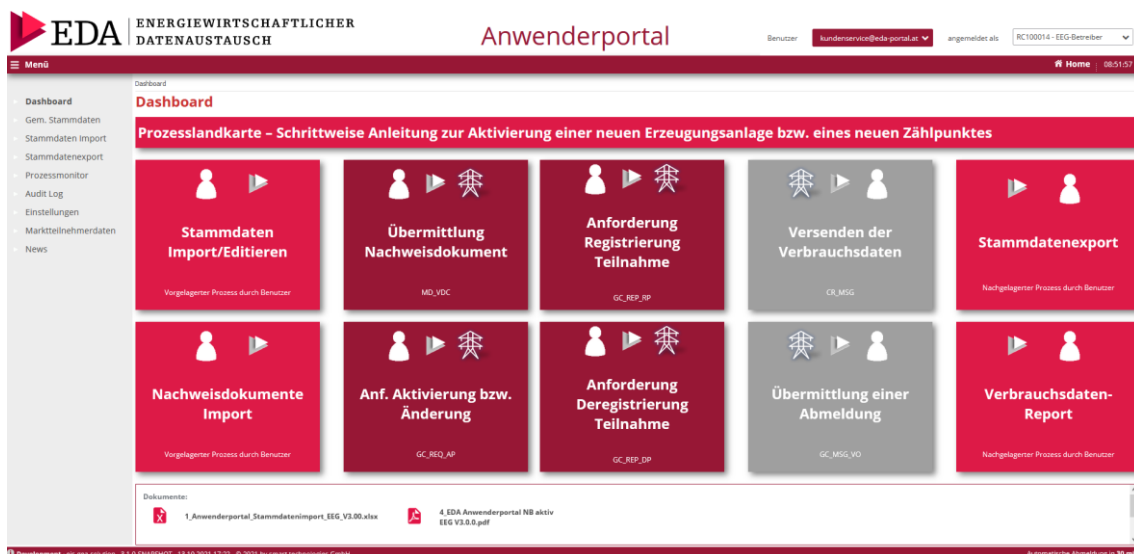 EDA ENERGIEWIRTSCHAFTLICHER
DATENAUSTAUSCH
Anwenderportal
Benutzer kundenservice@eda-portal.at angemeldet als RC100014 - EEG-Betreiber
Menü
Home 08:51:57
Dashboard
Dashboard
Gem. Stammdaten
Stammdaten Import
Stammdatenexport
Prozessmonitor
Audit Log
Einstellungen
Marktteilnehmerdaten
News
Dashboard
Prozesslandkarte – Schrittweise Anleitung zur Aktivierung einer neuen Erzeugungsanlage bzw. eines neuen Zählpunktes
Stammdaten
Import/Editieren
Vorgelagerter Prozess durch Benutzer
Übermittlung
Nachweisdokument
MD_VDC
Anforderung
Registrierung
Teilnahme
GC_REP_RP
Versenden der
Verbrauchsdaten
CR_MSG
Stammdatenexport
Nachgelagerter Prozess durch Benutzer
Nachweisdokumente
Import
Vorgelagerter Prozess durch Benutzer
Anf. Aktivierung bzw.
Änderung
GC_REQ_AP
Anforderung
Deregistrierung
Teilnahme
GC_REP_DP
Übermittlung einer
Abmeldung
GC_MSG_VO
Verbrauchsdaten-
Report
Nachgelagerter Prozess durch Benutzer
Dokumente:
1_Anwenderportal_Stammdatenimport_EEG_V3.00.xlsx
4_EDA Anwenderportal NB aktiv
EEG V3.0.0.pdf